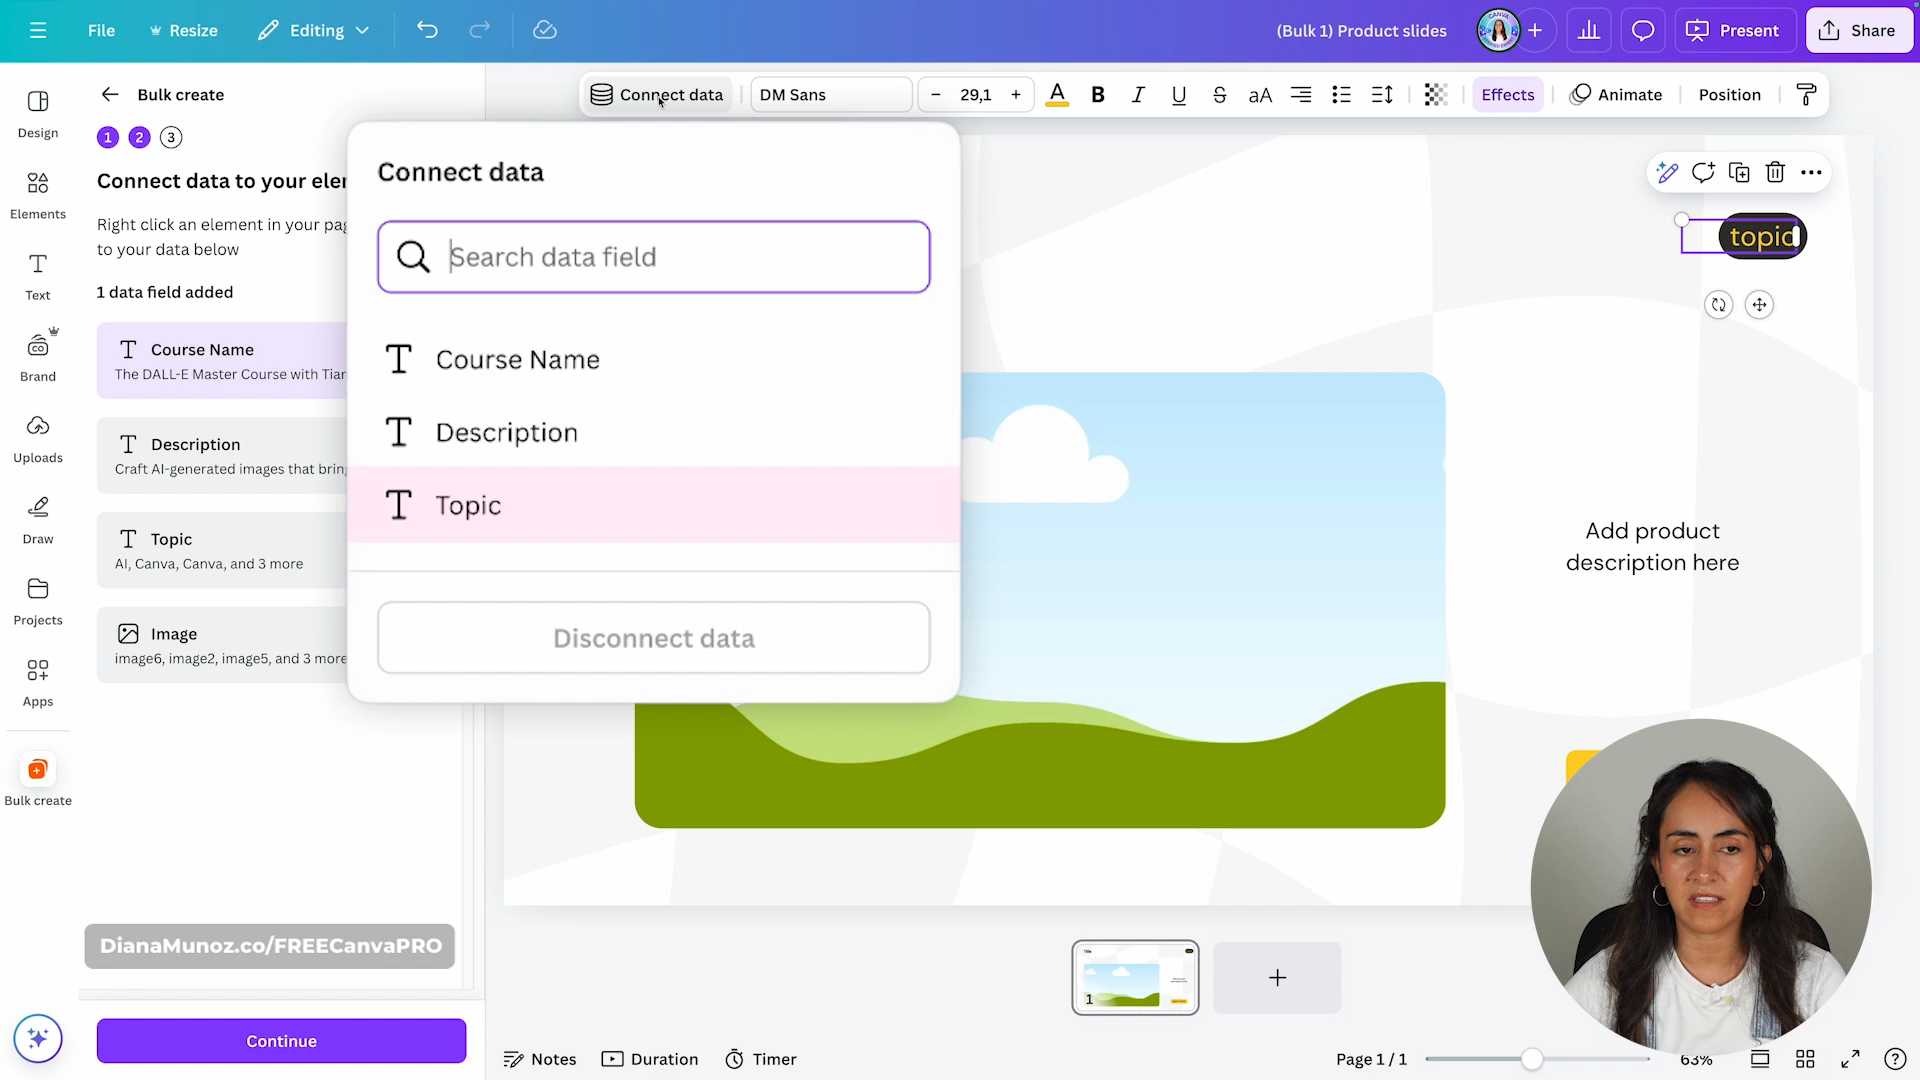 File
Resize
Editing
(Bulk 1) Product slides
Present
Share
Design
Elements
Text
Brand
Uploads
Draw
Projects
Apps
Bulk create
Bulk create
1 2 3
Connect data to your
Right click an element in your
to your data below
1 data field added
Course Name
The DALL-E Master Course with
Description
Craft AI-generated images that
Topic
AI, Canva, Canva, and 3 more
Image
image6, image2, image5, and 3 more
DianaMunoz.co/FREECanvaPRO
Continue
Connect data
DM Sans
- 29,1 +
A B I U S aA
Effects
Animate
Position
Connect data
Search data field
Course Name
Description
Topic
Disconnect data
topic
Add product
description here
1
Notes
Duration
Timer
Page 1 / 1
63%